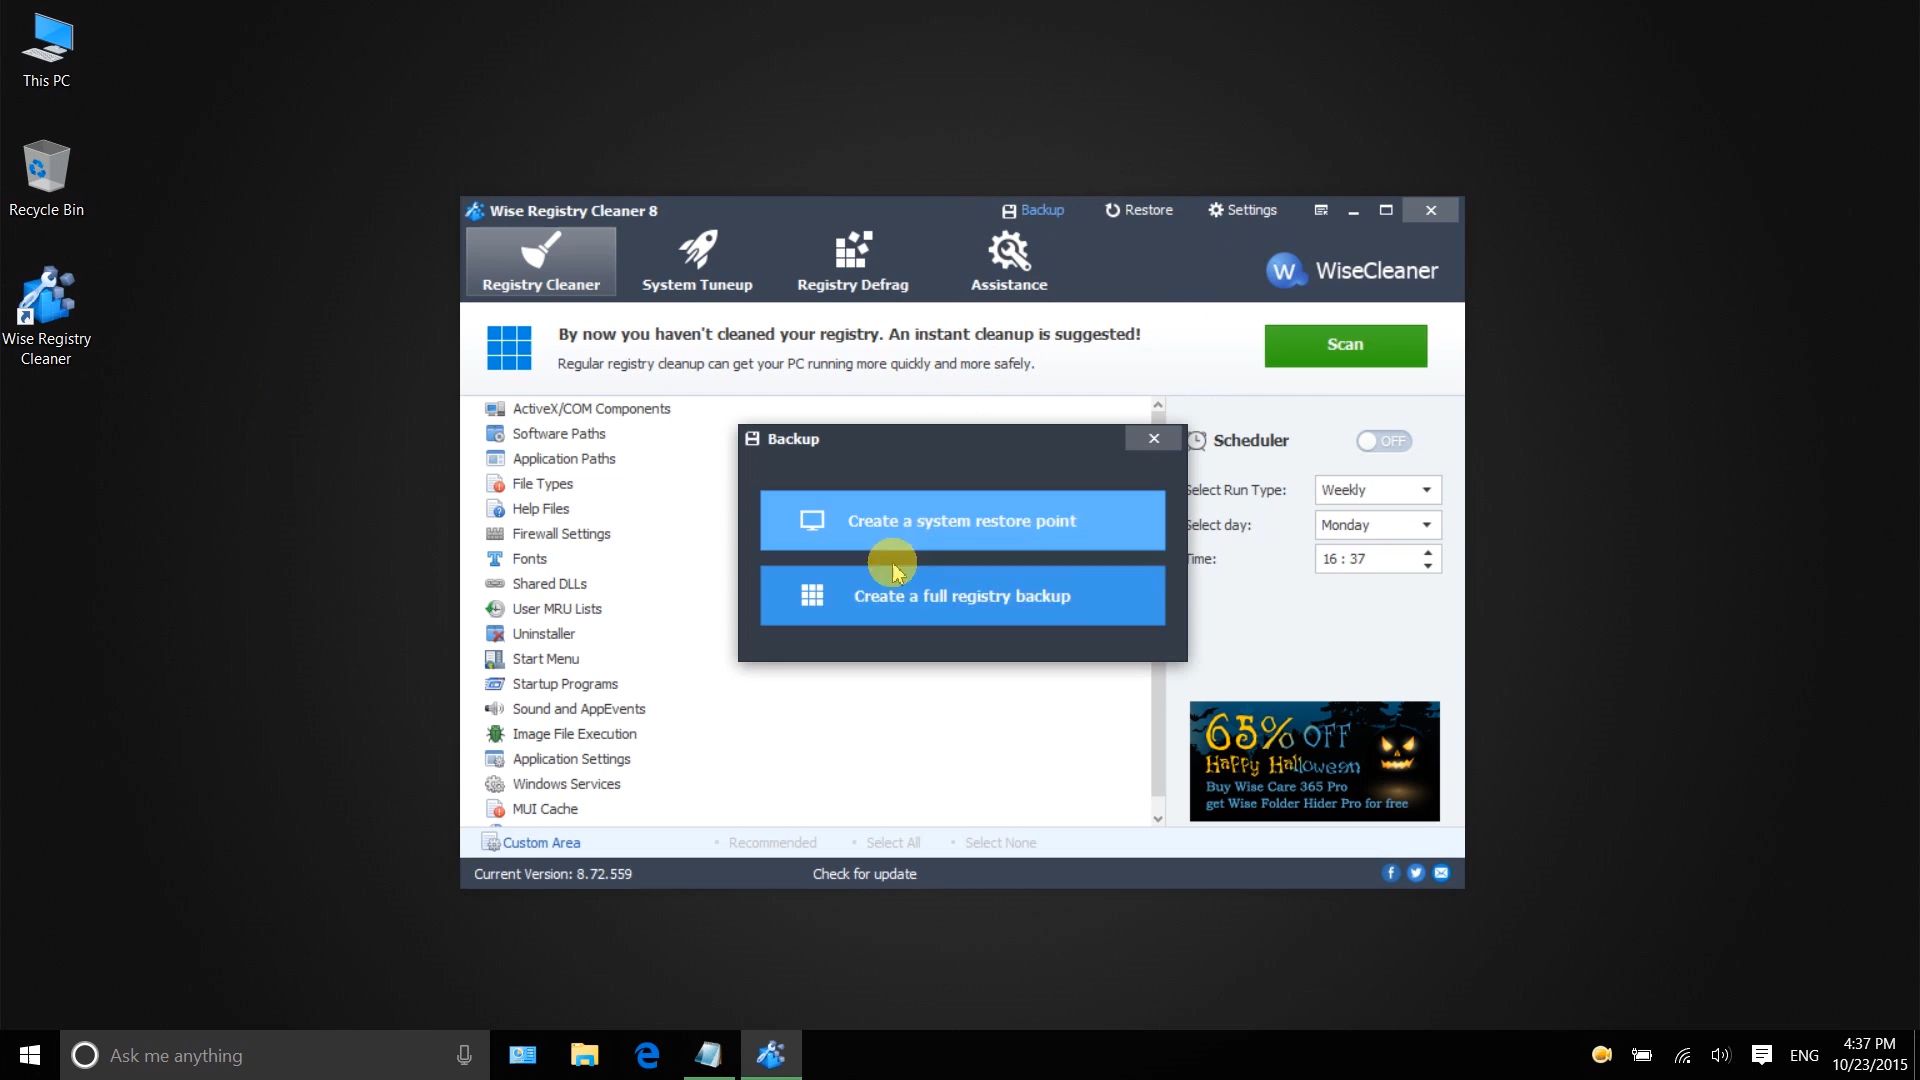 This PC
Recycle Bin
Wise Registry
Cleaner
Wise Registry Cleaner 8
Backup
Restore
Settings
Registry Cleaner
System Tuneup
Registry Defrag
Assistance
W WiseCleaner
By now you haven't cleaned your registry. An instant cleanup is suggested!
Regular registry cleanup can get your PC running more quickly and more safely.
Scan
ActiveX/COM Components
Software Paths
Application Paths
File Types
Help Files
Firewall Settings
Fonts
Shared DLLs
User MRU Lists
Uninstaller
Start Menu
Startup Programs
Sound and AppEvents
Image File Execution
Application Settings
Windows Services
MUI Cache
Backup
Create a system restore point
Create a full registry backup
Scheduler
OFF
Select Run Type:
Weekly
Select day:
Monday
Time:
16 : 37
65% OFF
Happy Halloween
Buy Wise Care 365 Pro
get Wise Folder Hider Pro for free
Custom Area
Recommended
Select All
Select None
Current Version: 8.72.559
Check for update
Ask me anything
ENG
4:37 PM
10/23/2015